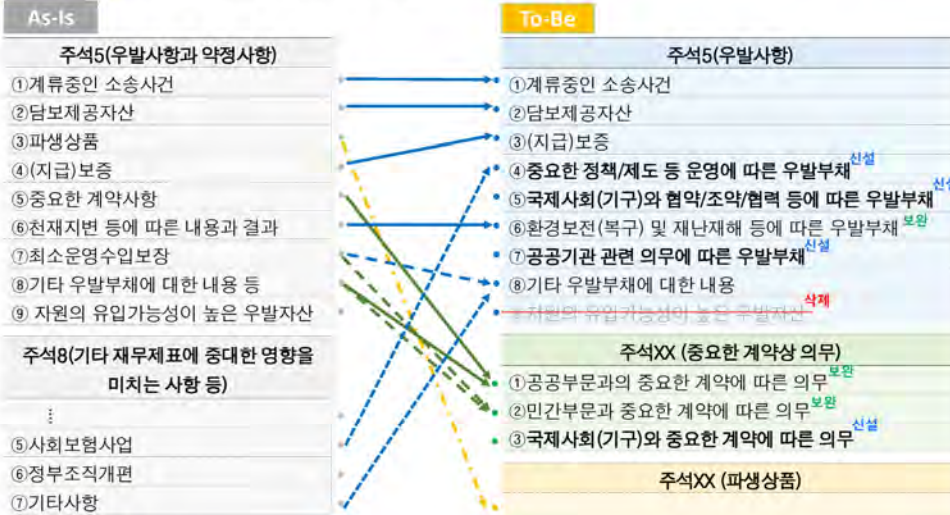 As-Is
주석5(우발사항과 약정사항)
①계류중인 소송사건
②담보제공자산
③파생상품
④(지급)보증
⑤중요한 계약사항
⑥천재지변 등에 따른 내용과 결과
⑦최소운영수입보장
⑧기타 우발부채에 대한 내용 등
⑨ 자원의 유입가능성이 높은 우발자산
주석8(기타 재무제표에 중대한 영향을
미치는 사항 등)
⋮
⑤사회보험사업
⑥정부조직개편
⑦기타사항
To-Be
주석5(우발사항)
①계류중인 소송사건
②담보제공자산
③(지급)보증
④중요한 정책/제도 등 운영에 따른 우발부채 신설
⑤국제사회(기구)와 협약/조약/협력 등에 따른 우발부채 신설
⑥환경보전(복구) 및 재난재해 등에 따른 우발부채 보완
⑦공공기관 관련 의무에 따른 우발부채 신설
⑧기타 우발부채에 대한 내용
자원의 유입가능성이 높은 우발자산 삭제
주석XX (중요한 계약상 의무)
①공공부문과의 중요한 계약에 따른 의무 보완
②민간부문과 중요한 계약에 따른 의무 보완
③국제사회(기구)와 중요한 계약에 따른 의무 신설
주석XX (파생상품)